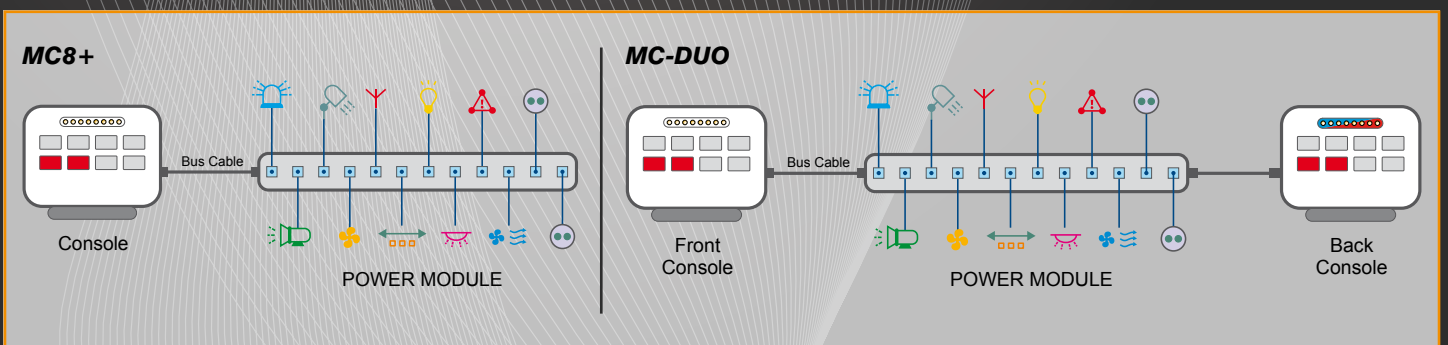 MC8+
Bus Cable
Console
POWER MODULE
MC-DUO
Bus Cable
Front
Console
POWER MODULE
Back
Console